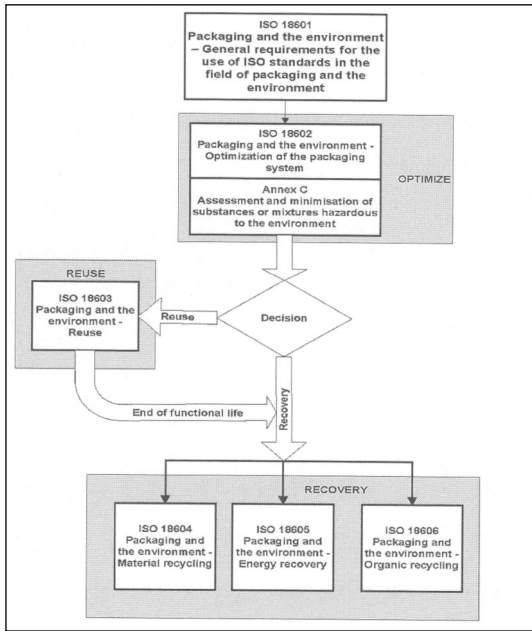 ISO 18601
Packaging and the environment
– General requirements for the
use of ISO standards in the
field of packaging and the
environment
ISO 18602
Packaging and the environment -
Optimization of the packaging
system
Annex C
Assessment and minimisation of
substances or mixtures hazardous
to the environment
OPTIMIZE
REUSE
ISO 18603
Packaging and the
environment -
Reuse
Reuse
Decision
End of functional life
Recovery
RECOVERY
ISO 18604
Packaging and
the environment -
Material recycling
ISO 18605
Packaging and
the environment -
Energy recovery
ISO 18606
Packaging and
the environment -
Organic recycling